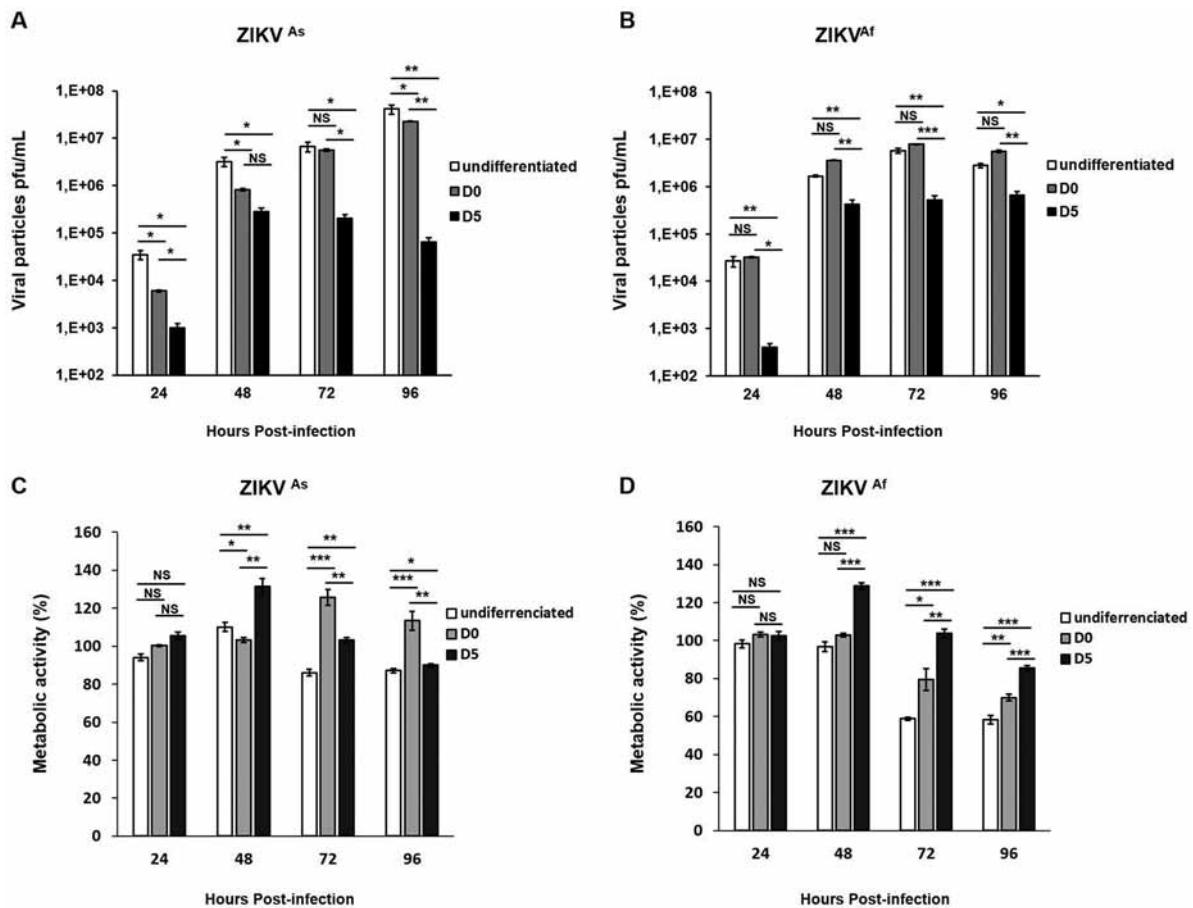 A
ZIKV As
Viral particles pfu/mL
1,E+08
1,E+07
1,E+06
1,E+05
1,E+04
1,E+03
1,E+02
*
*
*
*
*
NS
*
NS
*
**
*
**
24 48 72 96
Hours Post-infection
undifferentiated
D0
D5
B
ZIKVAf
Viral particles pfu/mL
1,E+08
1,E+07
1,E+06
1,E+05
1,E+04
1,E+03
1,E+02
**
NS
*
**
NS
**
**
NS
***
*
NS
**
24 48 72 96
Hours Post-infection
undifferentiated
D0
D5
C
ZIKV As
Metabolic activity (%)
160
140
120
100
80
60
40
20
0
NS
NS
NS
**
*
**
**
***
**
*
***
**
24 48 72 96
Hours Post-infection
undiferrenciated
D0
D5
D
ZIKV Af
Metabolic activity (%)
160
140
120
100
80
60
40
20
0
NS
NS
NS
***
NS
***
***
*
**
***
**
***
24 48 72 96
Hours Post-infection
undifferenciated
D0
D5